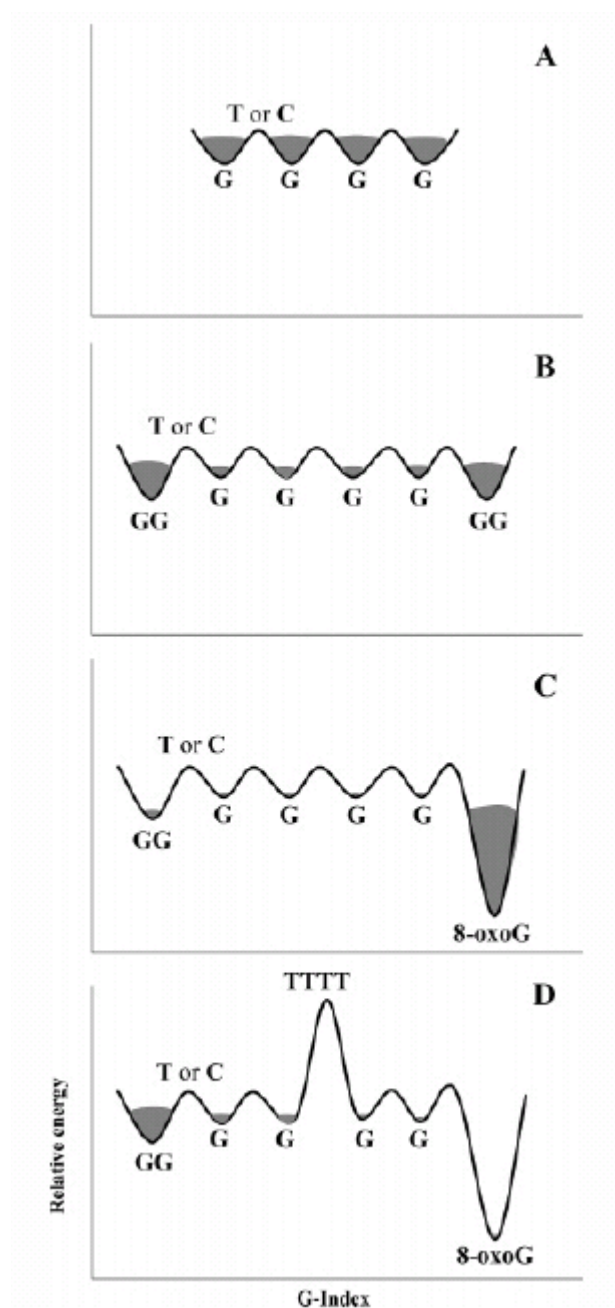 A
T or C
G G G G
B
T or C
GG G G G G GG
C
T or C
GG G G G G
8-oxoG
TTTT
D
T or C
GG G G G G
8-oxoG
Relative energy
G-Index